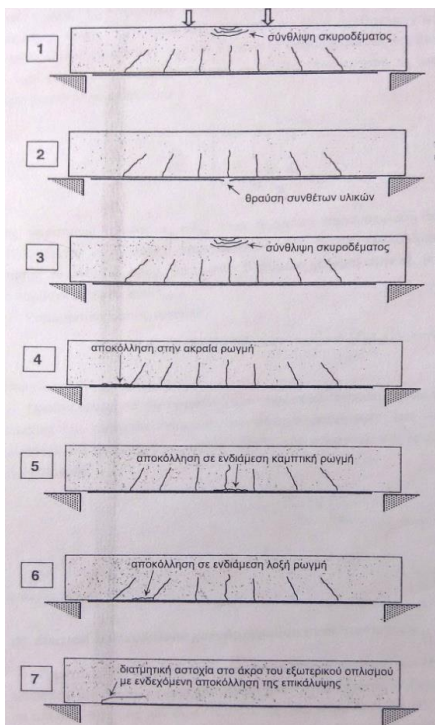 1
σύνθλιψη σκυροδέματος
2
θραύση συνθέτων υλικών
3
σύνθλιψη σκυροδέματος
4
αποκόλληση στην ακραία ρωγμή
5
αποκόλληση σε ενδιάμεση καμπτική ρωγμή
6
αποκόλληση σε ενδιάμεση λοξή ρωγμή
7
διατμητική αστοχία στο άκρο του εξωτερικού οπλισμού
με ενδεχόμενη αποκόλληση της επικάλυψης